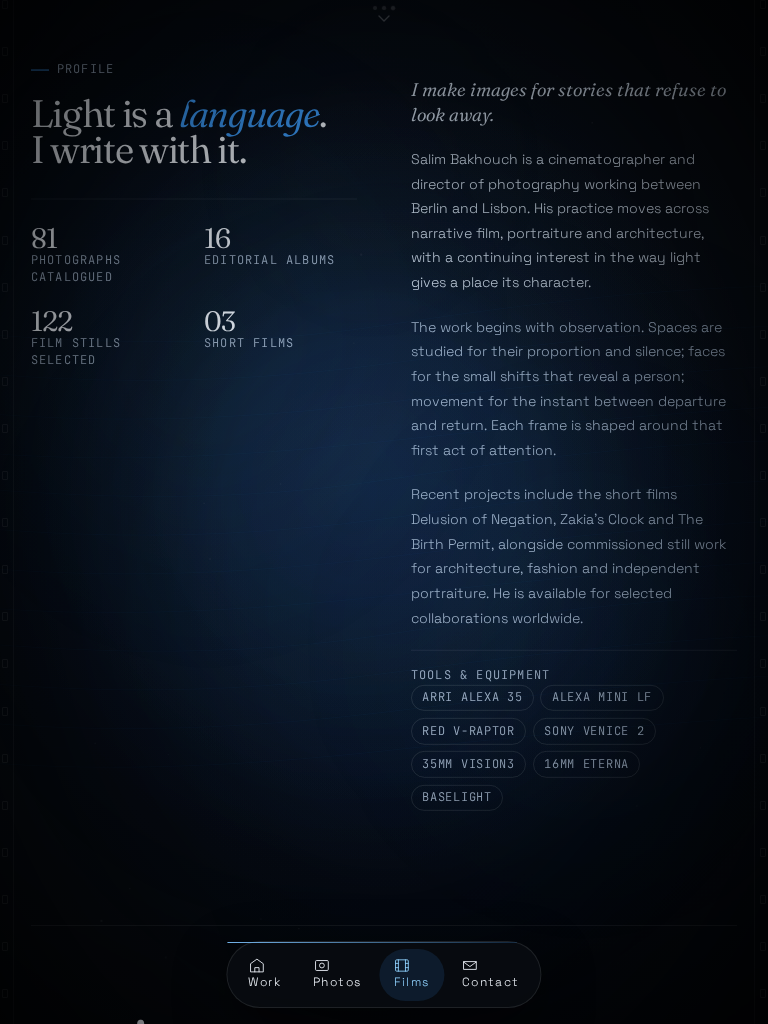 PROFILE
Light is a language.
I write with it.
81
PHOTOGRAPHS
CATALOGUED
16
EDITORIAL ALBUMS
122
FILM STILLS
SELECTED
03
SHORT FILMS
I make images for stories that refuse to
look away.
Salim Bakhouch is a cinematographer and
director of photography working between
Berlin and Lisbon. His practice moves across
narrative film, portraiture and architecture,
with a continuing interest in the way light
gives a place its character.
The work begins with observation. Spaces are
studied for their proportion and silence; faces
for the small shifts that reveal a person;
movement for the instant between departure
and return. Each frame is shaped around that
first act of attention.
Recent projects include the short films
Delusion of Negation, Zakia's Clock and The
Birth Permit, alongside commissioned still work
for architecture, fashion and independent
portraiture. He is available for selected
collaborations worldwide.
TOOLS & EQUIPMENT
ARRI ALEXA 35
ALEXA MINI LF
RED V-RAPTOR
SONY VENICE 2
35MM VISION3
16MM ETERNA
BASELIGHT
Work
Photos
Films
Contact